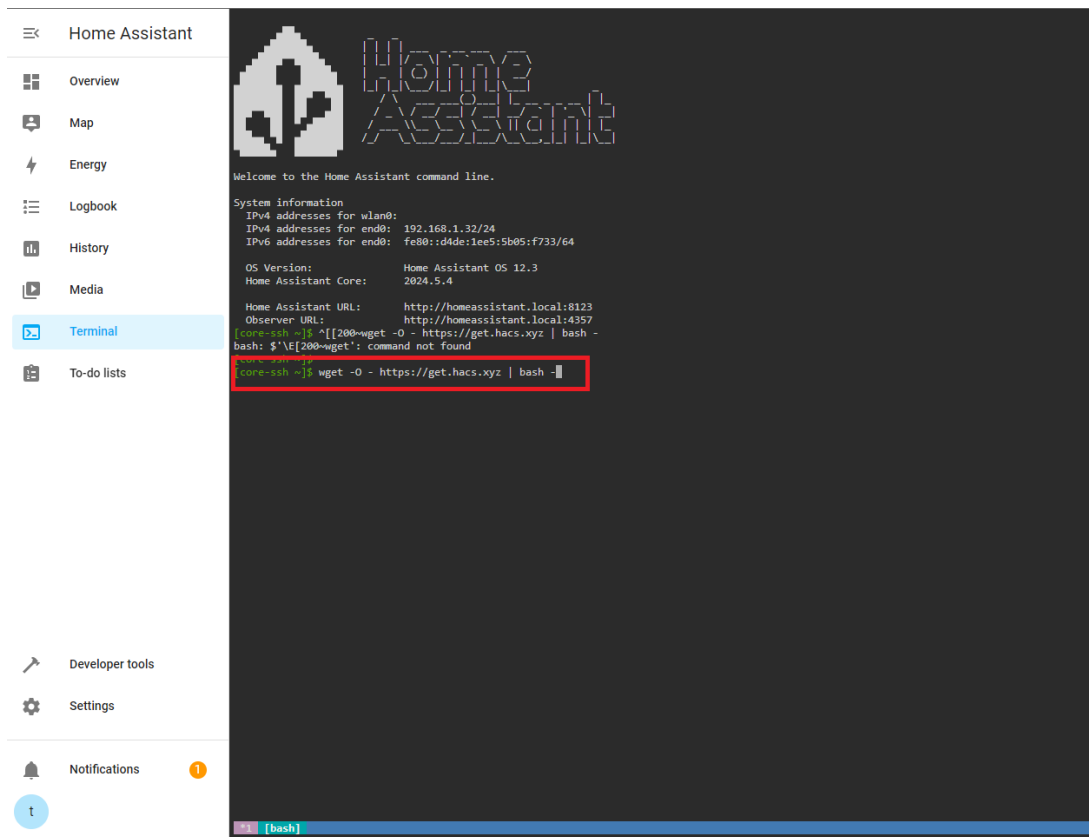 Home Assistant
Overview
Map
Energy
Logbook
History
Media
Terminal
To-do lists
Developer tools
Settings
Notifications 1
t
Home
Assistant
Welcome to the Home Assistant command line.
System information
IPv4 addresses for wlan0:
IPv4 addresses for end0: 192.168.1.32/24
IPv6 addresses for end0: fe80::d4de:1ee5:5b05:f733/64
OS Version: Home Assistant OS 12.3
Home Assistant Core: 2024.5.4
Home Assistant URL: http://homeassistant.local:8123
Observer URL: http://homeassistant.local:4357
[core-ssh ~]$ ^[[200~wget -O - https://get.hacs.xyz | bash -
bash: $'\E[200~wget': command not found
[core-ssh ~]$
[core-ssh ~]$ wget -O - https://get.hacs.xyz | bash -
*1 [bash]